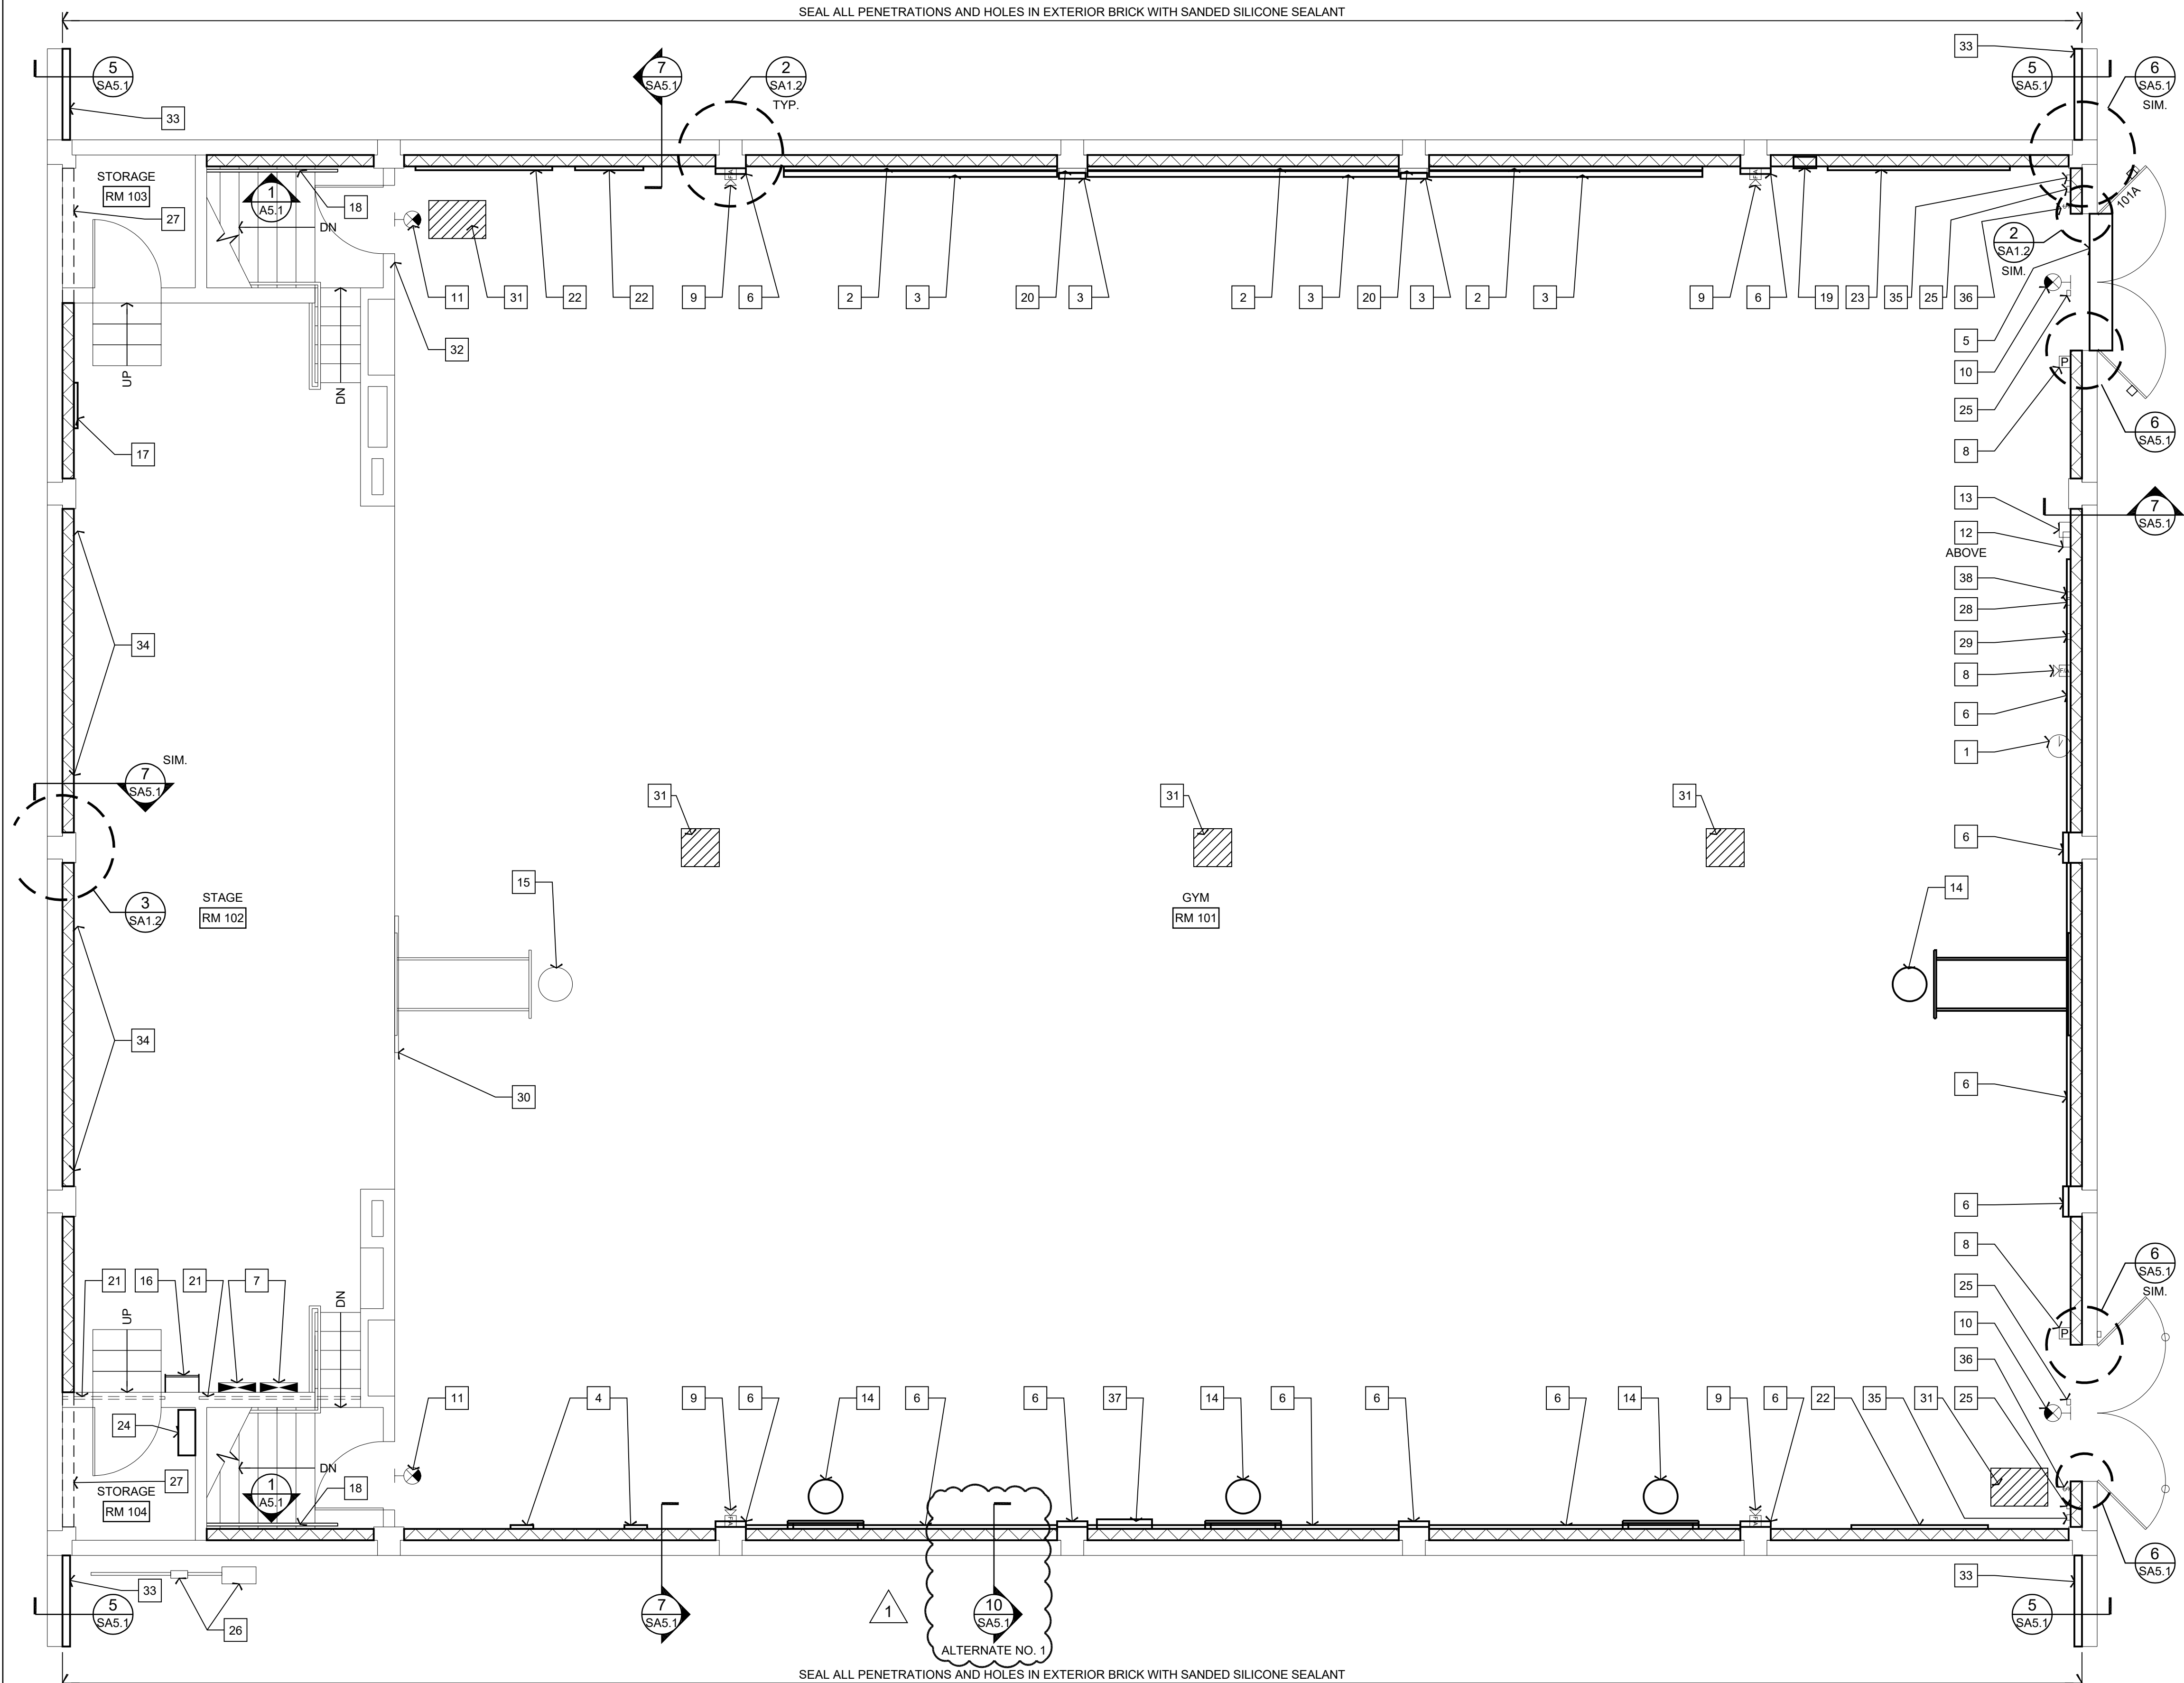 SEAL ALL PENETRATIONS AND HOLES IN EXTERIOR BRICK WITH SANDED SILICONE SEALANT
33
5
SA5.1
7
SA5.1
2
SA1.2
TYP.
5
SA5.1
6
SA5.1
SIM.
33
STORAGE
RM 103
27
1
A5.1
18
DN
101A
2
SA1.2
SIM.
11
31
22
22
9
6
2
3
20
3
2
3
20
3
2
3
9
6
19
23
35
25
36
32
5
10
25
8
P
6
SA5.1
UP
DN
17
13
12
ABOVE
7
SA5.1
38
28
29
8
6
1
34
SIM.
7
SA5.1
31
31
31
6
3
SA1.2
STAGE
RM 102
15
GYM
RM 101
14
34
30
6
6
8
6
SA5.1
SIM.
21
16
21
7
UP
DN
25
10
P
36
11
4
9
6
14
6
6
37
14
6
6
6
14
9
6
22
35
31
25
24
27
DN
STORAGE
RM 104
1
A5.1
18
33
5
SA5.1
26
7
SA5.1
1
10
SA5.1
ALTERNATE NO. 1
33
5
SA5.1
6
SA5.1
SEAL ALL PENETRATIONS AND HOLES IN EXTERIOR BRICK WITH SANDED SILICONE SEALANT